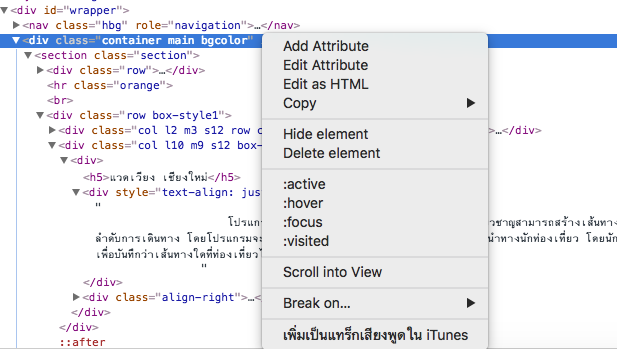 ▼<div id="wrapper">
▶<nav class="hbg" role="navigation">…</nav>
▼<div class="container main bgcolor"
▼<section class="section">
▶<div class="row">…</div>
<hr class="orange">
<br>
▼<div class="row box-style1">
▶<div class="col l2 m3 s12 row c …</div>
▼<div class="col l10 m9 s12 box-
▼<div>
<h5>แวดเวียง เชียงใหม่</h5>
▼<div style="text-align: jus
"
โปรแกร วชาญสามารถสร้างเส้นทาง
ลำดับการเดินทาง โดยโปรแกรมจะ นำทางนักท่องเที่ยว โดยนัก
เพื่อบันทึกว่าเส้นทางใดที่ท่องเที่ยวไ
"
</div>
▶<div class="align-right">…<
</div>
</div>
::after
Add Attribute
Edit Attribute
Edit as HTML
Copy ▶
Hide element
Delete element
:active
:hover
:focus
:visited
Scroll into View
Break on... ▶
เพิ่มเป็นแทร็กเสียงพูดใน iTunes